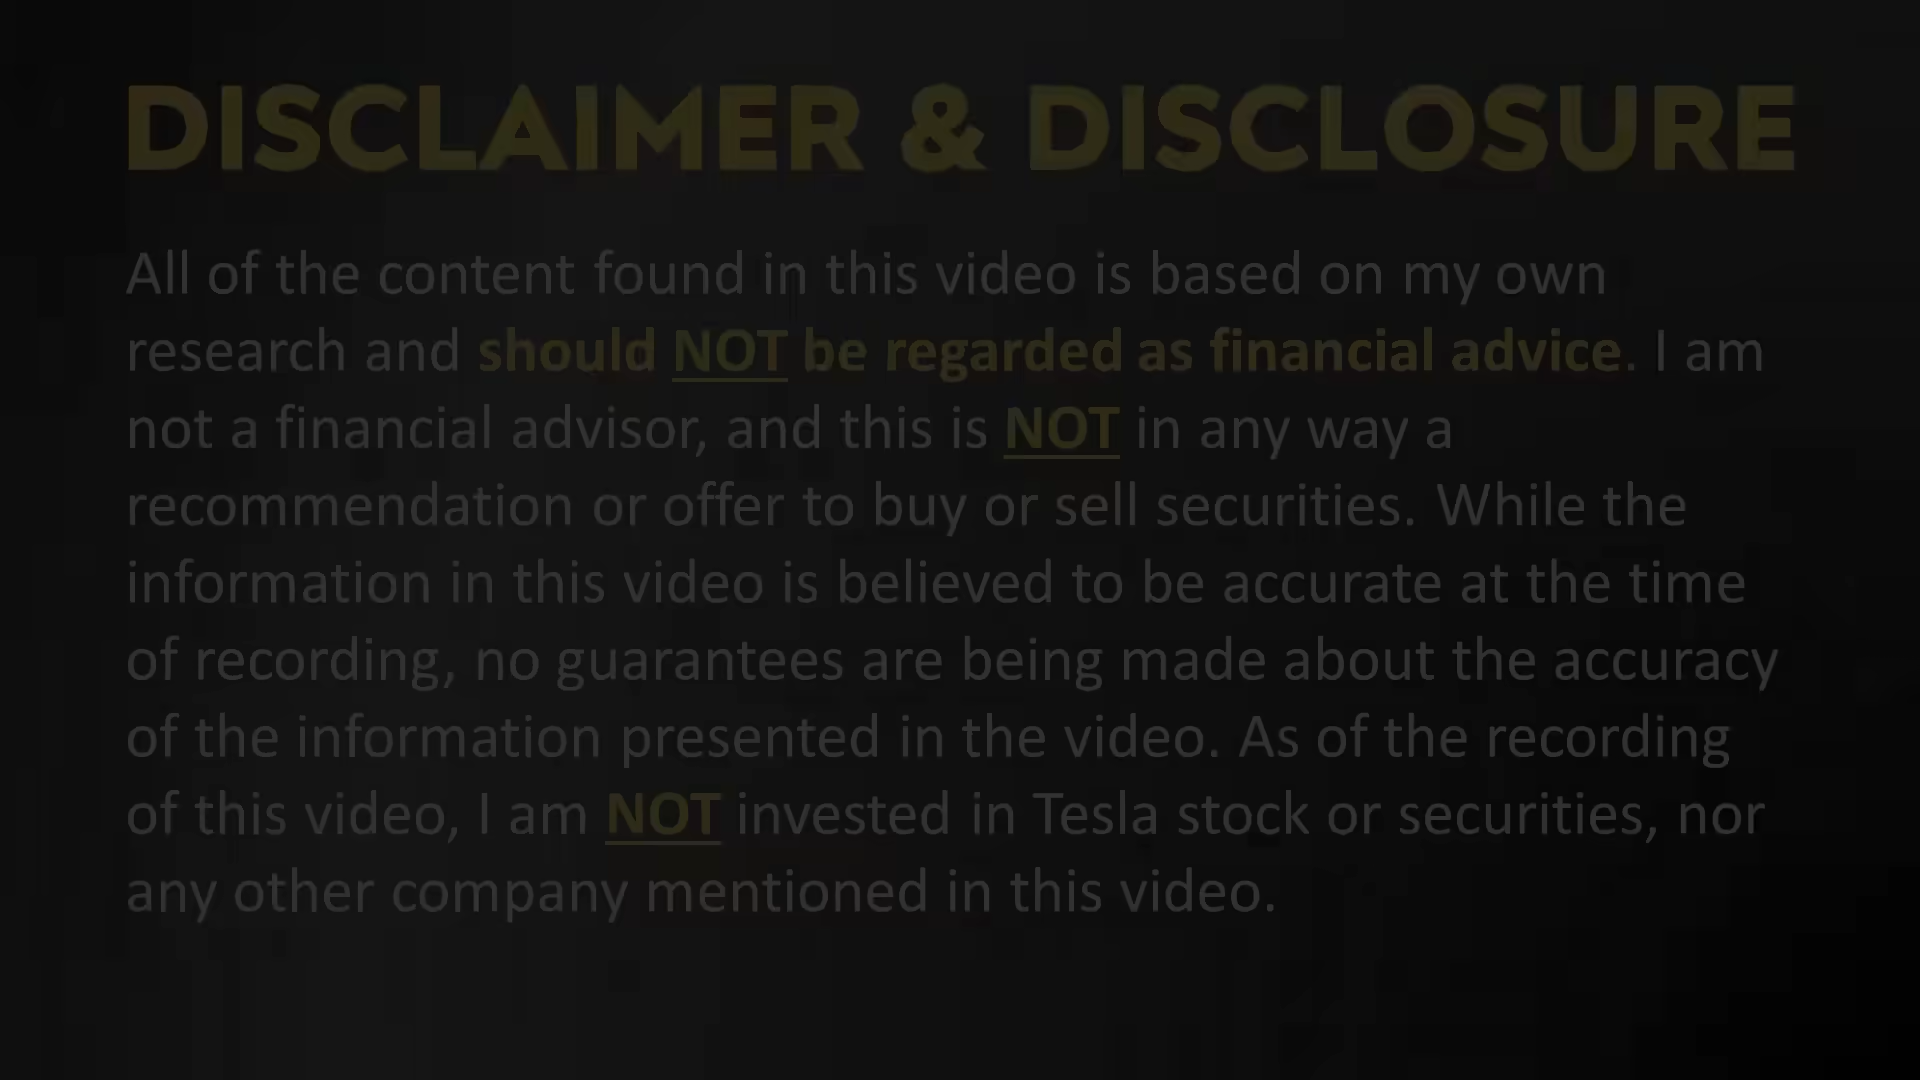 DISCLAIMER & DISCLOSURE
All of the content found in this video is based on my own
research and should NOT be regarded as financial advice. I am
not a financial advisor, and this is NOT in any way a
recommendation or offer to buy or sell securities. While the
information in this video is believed to be accurate at the time
of recording, no guarantees are being made about the accuracy
of the information presented in the video. As of the recording
of this video, I am NOT invested in Tesla stock or securities, nor
any other company mentioned in this video.